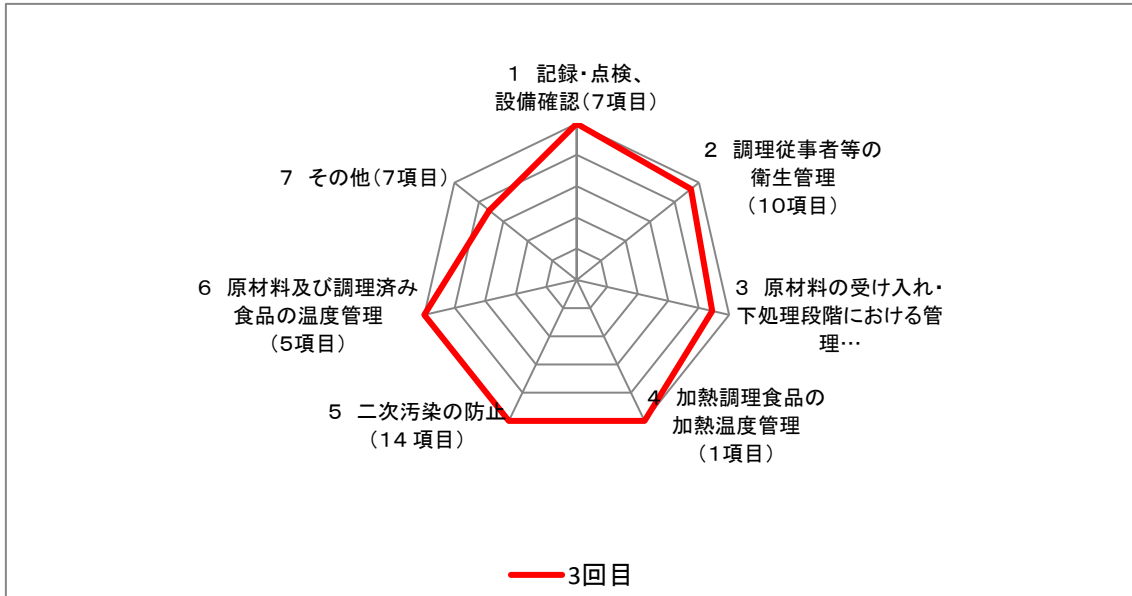 １　記録・点検、
設備確認（７項目）
２　調理従事者等の
衛生管理
（１０項目）
３　原材料の受け入れ・
下処理段階における管
理…
４　加熱調理食品の
加熱温度管理
（１項目）
５　二次汚染の防止
（１４項目）
６　原材料及び調理済み
食品の温度管理
（５項目）
７　その他（７項目）
3回目